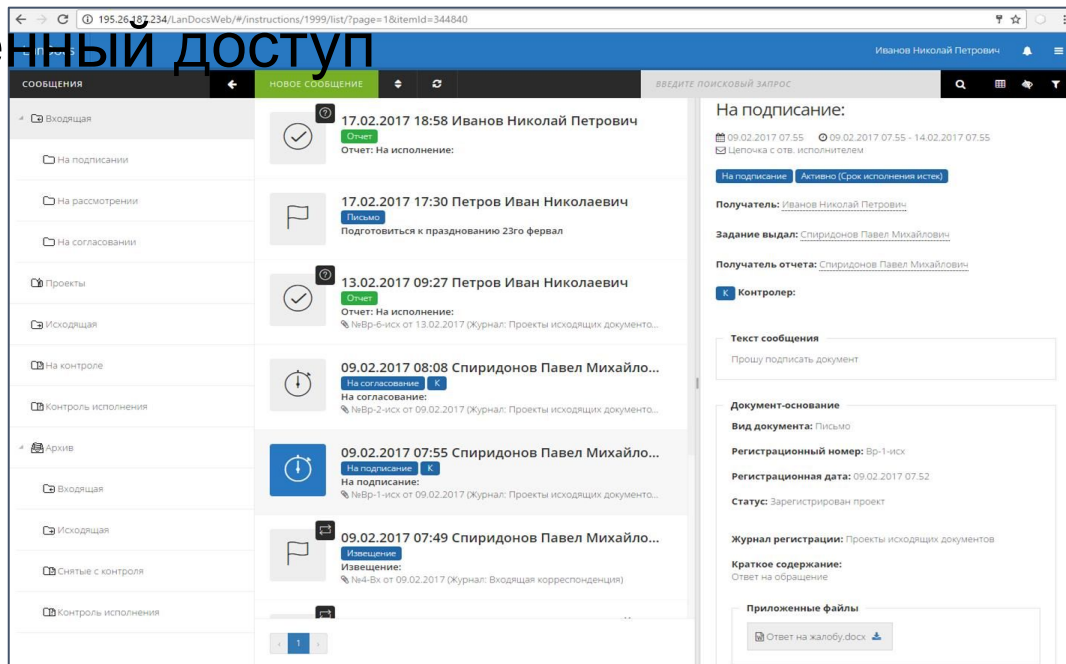 195.26.187.234/LanDocsWeb/#/instructions/1999/list/?page=1&itemId=344840
енный доступ
Иванов Николай Петрович
СООБЩЕНИЯ
НОВОЕ СООБЩЕНИЕ
ВВЕДИТЕ ПОИСКОВЫЙ ЗАПРОС
Входящая
На подписании
На рассмотрении
На согласовании
Проекты
Исходящая
На контроле
Контроль исполнения
Архив
Входящая
Исходящая
Снятые с контроля
Контроль исполнения
17.02.2017 18:58 Иванов Николай Петрович
Отчет
Отчет: На исполнение:
17.02.2017 17:30 Петров Иван Николаевич
Письмо
Подготовиться к празднованию 23го фервал
13.02.2017 09:27 Петров Иван Николаевич
Отчет
Отчет: На исполнение:
№Вр-6-исх от 13.02.2017 (Журнал: Проекты исходящих документо...
09.02.2017 08:08 Спиридонов Павел Михайло...
На согласование К
На согласование:
№Вр-2-исх от 09.02.2017 (Журнал: Проекты исходящих документо...
09.02.2017 07:55 Спиридонов Павел Михайло...
На подписание К
На подписание:
№Вр-1-исх от 09.02.2017 (Журнал: Проекты исходящих документо...
09.02.2017 07:49 Спиридонов Павел Михайло...
Извещение
Извещение:
№4-Вх от 09.02.2017 (Журнал: Входящая корреспонденция)
1
На подписание:
09.02.2017 07.55 09.02.2017 07.55 - 14.02.2017 07.55
Цепочка с отв. исполнителем
На подписание Активно (Срок исполнения истек)
Получатель: Иванов Николай Петрович
Задание выдал: Спиридонов Павел Михайлович
Получатель отчета: Спиридонов Павел Михайлович
К Контролер:
Текст сообщения
Прошу подписать документ
Документ-основание
Вид документа: Письмо
Регистрационный номер: Вр-1-исх
Регистрационная дата: 09.02.2017 07.52
Статус: Зарегистрирован проект
Журнал регистрации: Проекты исходящих документов
Краткое содержание:
Ответ на обращение
Приложенные файлы
Ответ на жалобу.docx